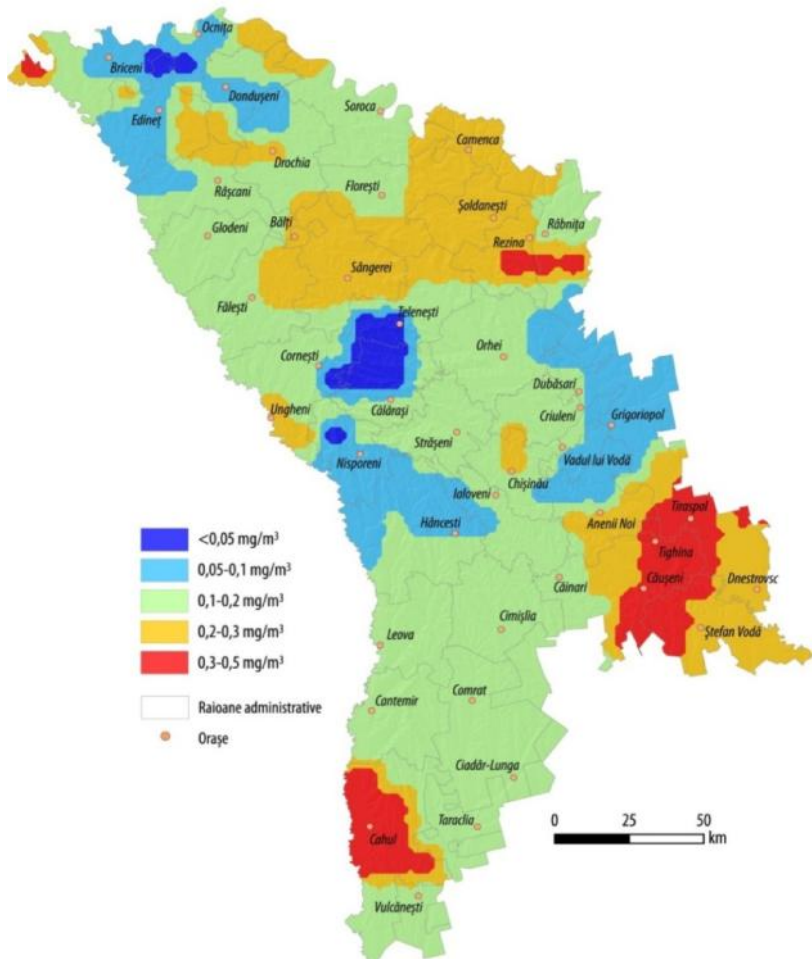 Ocnița
Briceni
Dondușeni
Soroca
Edineț
Camenca
Drochia
Râșcani
Florești
Șoldanești
Glodeni
Bălți
Râbnița
Rezina
Sângerei
Fălești
Telenești
Cornești
Orhei
Dubăsari
Călărași
Criuleni
Ungheni
Grigoriopol
Strășeni
Vadul lui Vodă
Nisporeni
Chișinău
Ialoveni
Hâncești
Anenii Noi
Tiraspol
Tighina
Căușeni
Dnestrovsc
Căinari
Cimișlia
Ștefan Vodă
Leova
Comrat
Cantemir
Ciadâr-Lunga
Taraclia
Cahul
Vulcănești
<0,05 mg/m³
0,05-0,1 mg/m³
0,1-0,2 mg/m³
0,2-0,3 mg/m³
0,3-0,5 mg/m³
Raioane administrative
Orașe
0 25 50
km